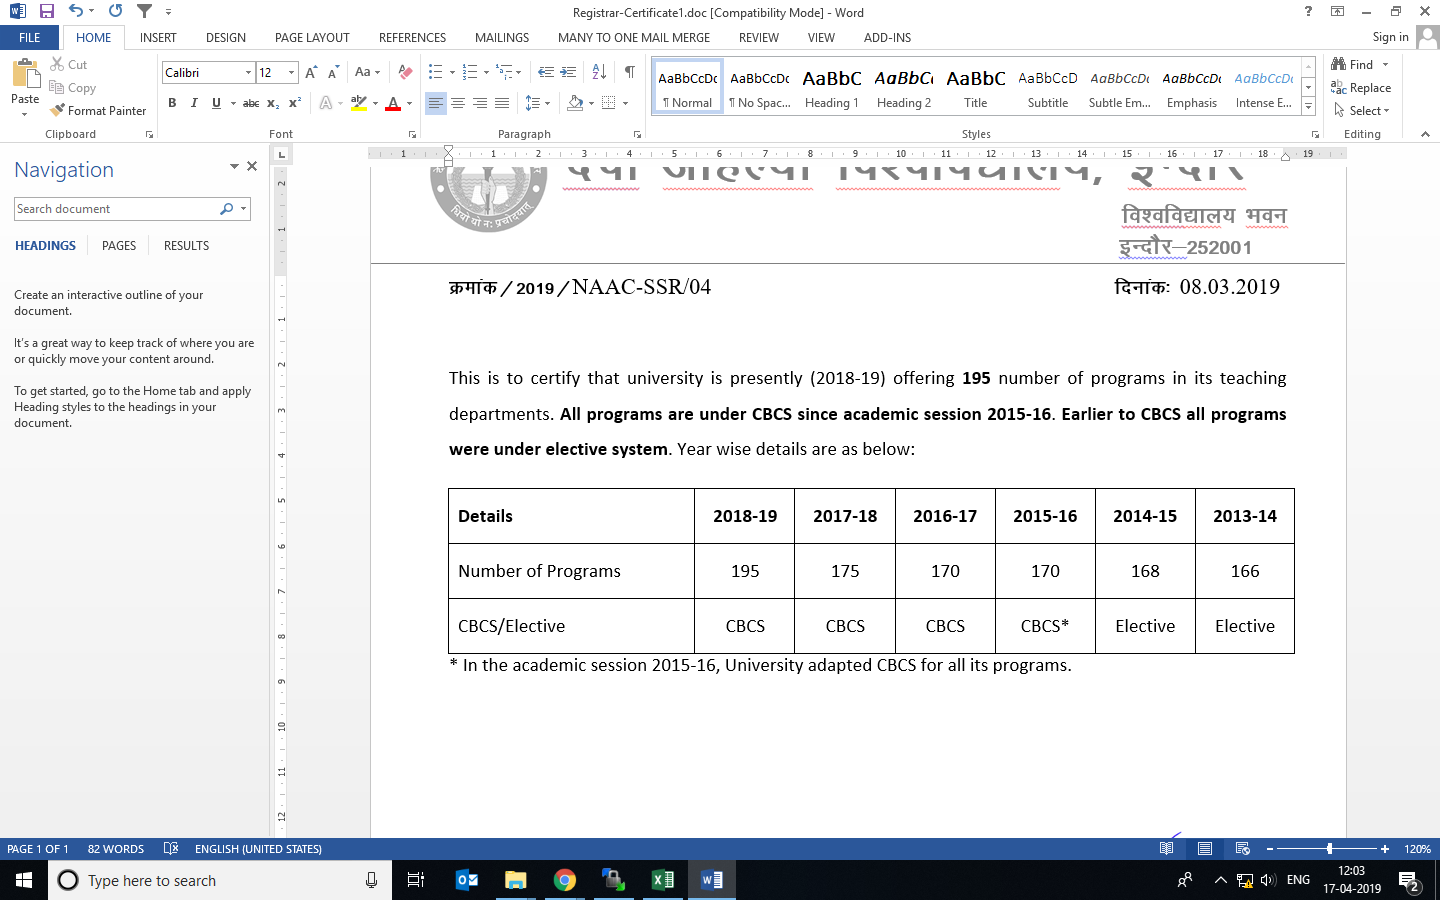 Registrar-Certificate1.doc [Compatibility Mode] - Word
FILE HOME INSERT DESIGN PAGE LAYOUT REFERENCES MAILINGS MANY TO ONE MAIL MERGE REVIEW VIEW ADD-INS Sign in
Paste
Cut
Copy
Format Painter
Clipboard
Calibri 12
Font
Paragraph
AaBbCcDc AaBbCcDc AaBbC AaBbCc AaBbC AaBbCcD AaBbCcDc AaBbCcDc AaBbCcDc
¶ Normal ¶ No Spac... Heading 1 Heading 2 Title Subtitle Subtle Em... Emphasis Intense E...
Styles
Find
Replace
Select
Editing
Navigation
Search document
HEADINGS PAGES RESULTS
Create an interactive outline of your
document.
It's a great way to keep track of where you are
or quickly move your content around.
To get started, go to the Home tab and apply
Heading styles to the headings in your
document.
धियो यो नः प्रचोदयात्
देवी अहिल्या विश्वविद्यालय, इन्दौर
विश्वविद्यालय भवन
इन्दौर–252001
क्रमांक / 2019 / NAAC-SSR/04 दिनांकः 08.03.2019
This is to certify that university is presently (2018-19) offering 195 number of programs in its teaching
departments. All programs are under CBCS since academic session 2015-16. Earlier to CBCS all programs
were under elective system. Year wise details are as below:
Details 2018-19 2017-18 2016-17 2015-16 2014-15 2013-14
Number of Programs 195 175 170 170 168 166
CBCS/Elective CBCS CBCS CBCS CBCS* Elective Elective
* In the academic session 2015-16, University adapted CBCS for all its programs.
PAGE 1 OF 1 82 WORDS ENGLISH (UNITED STATES) 120%
Type here to search
ENG
12:03
17-04-2019
2